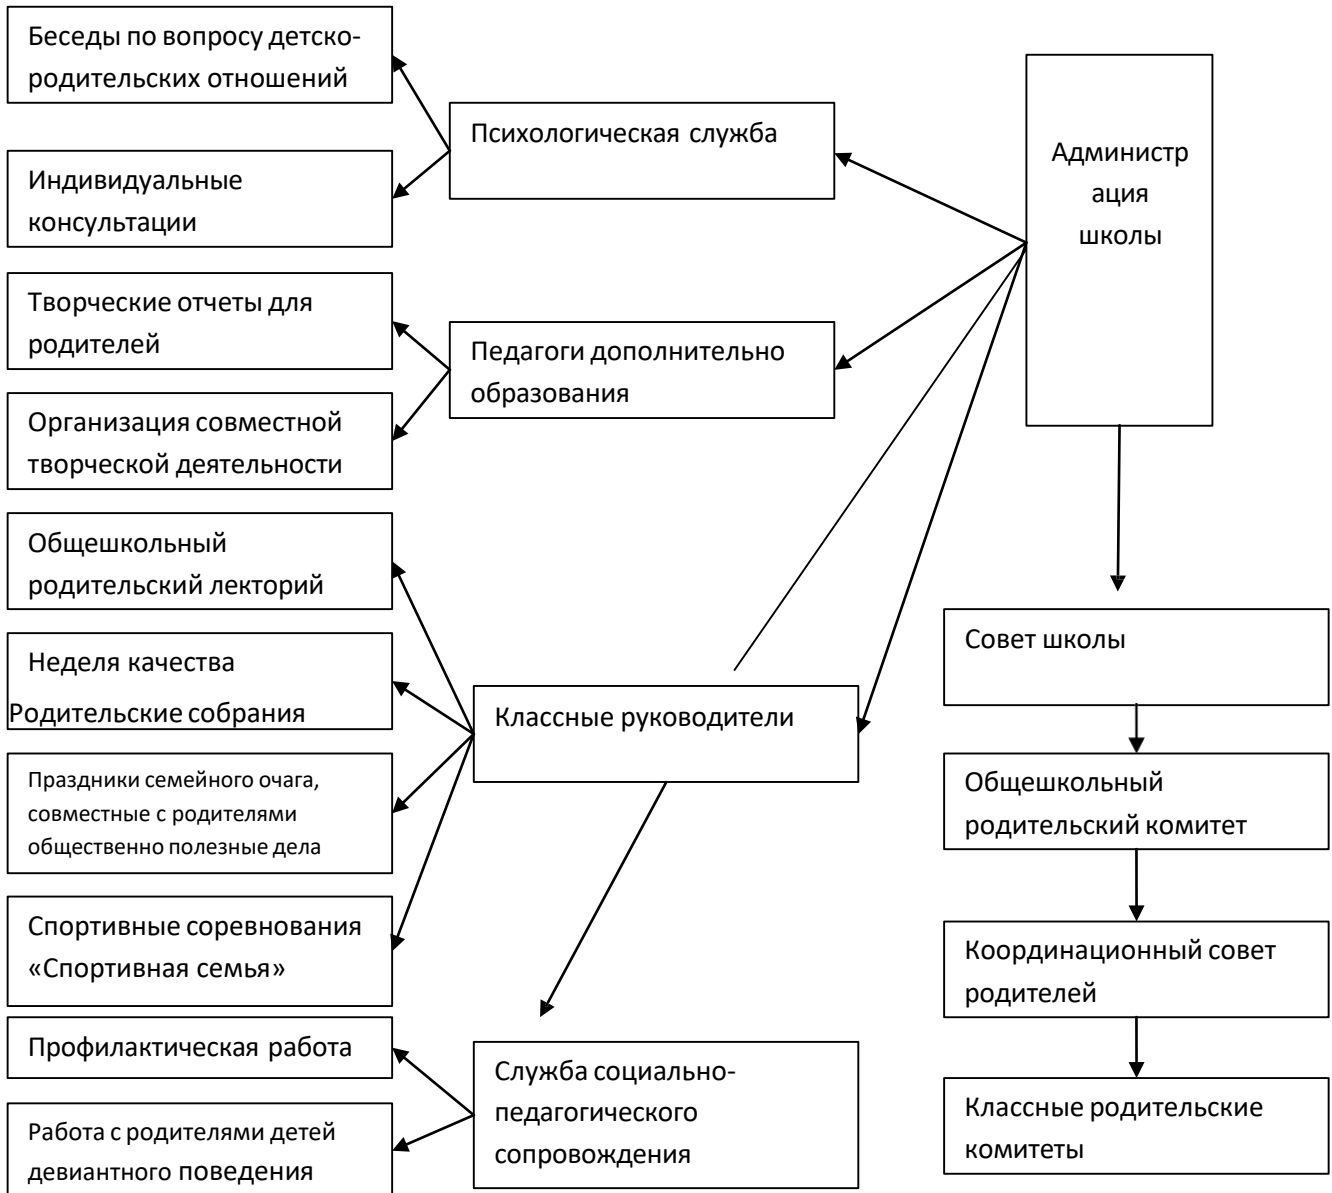 Беседы по вопросу детско-
родительских отношений
Психологическая служба
Администр
ация
школы
Индивидуальные
консультации
Творческие отчеты для
родителей
Педагоги дополнительно
образования
Организация совместной
творческой деятельности
Общешкольный
родительский лекторий
Совет школы
Неделя качества
Родительские собрания
Классные руководители
Общешкольный
родительский комитет
Праздники семейного очага,
совместные с родителями
общественно полезные дела
Спортивные соревнования
«Спортивная семья»
Координационный совет
родителей
Профилактическая работа
Служба социально-
педагогического
сопровождения
Классные родительские
комитеты
Работа с родителями детей
девиантного поведения